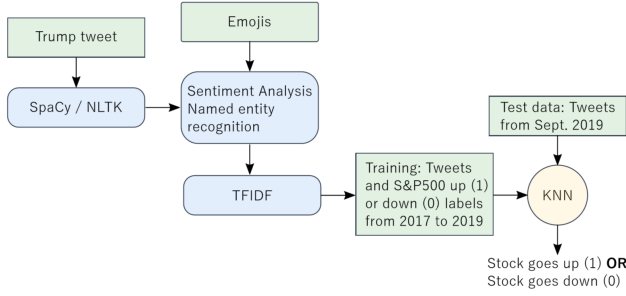 Trump tweet
Emojis
SpaCy / NLTK
Sentiment Analysis
Named entity
recognition
TFIDF
Training: Tweets
and S&P500 up (1)
or down (0) labels
from 2017 to 2019
Test data: Tweets
from Sept. 2019
KNN
Stock goes up (1) OR
Stock goes down (0)